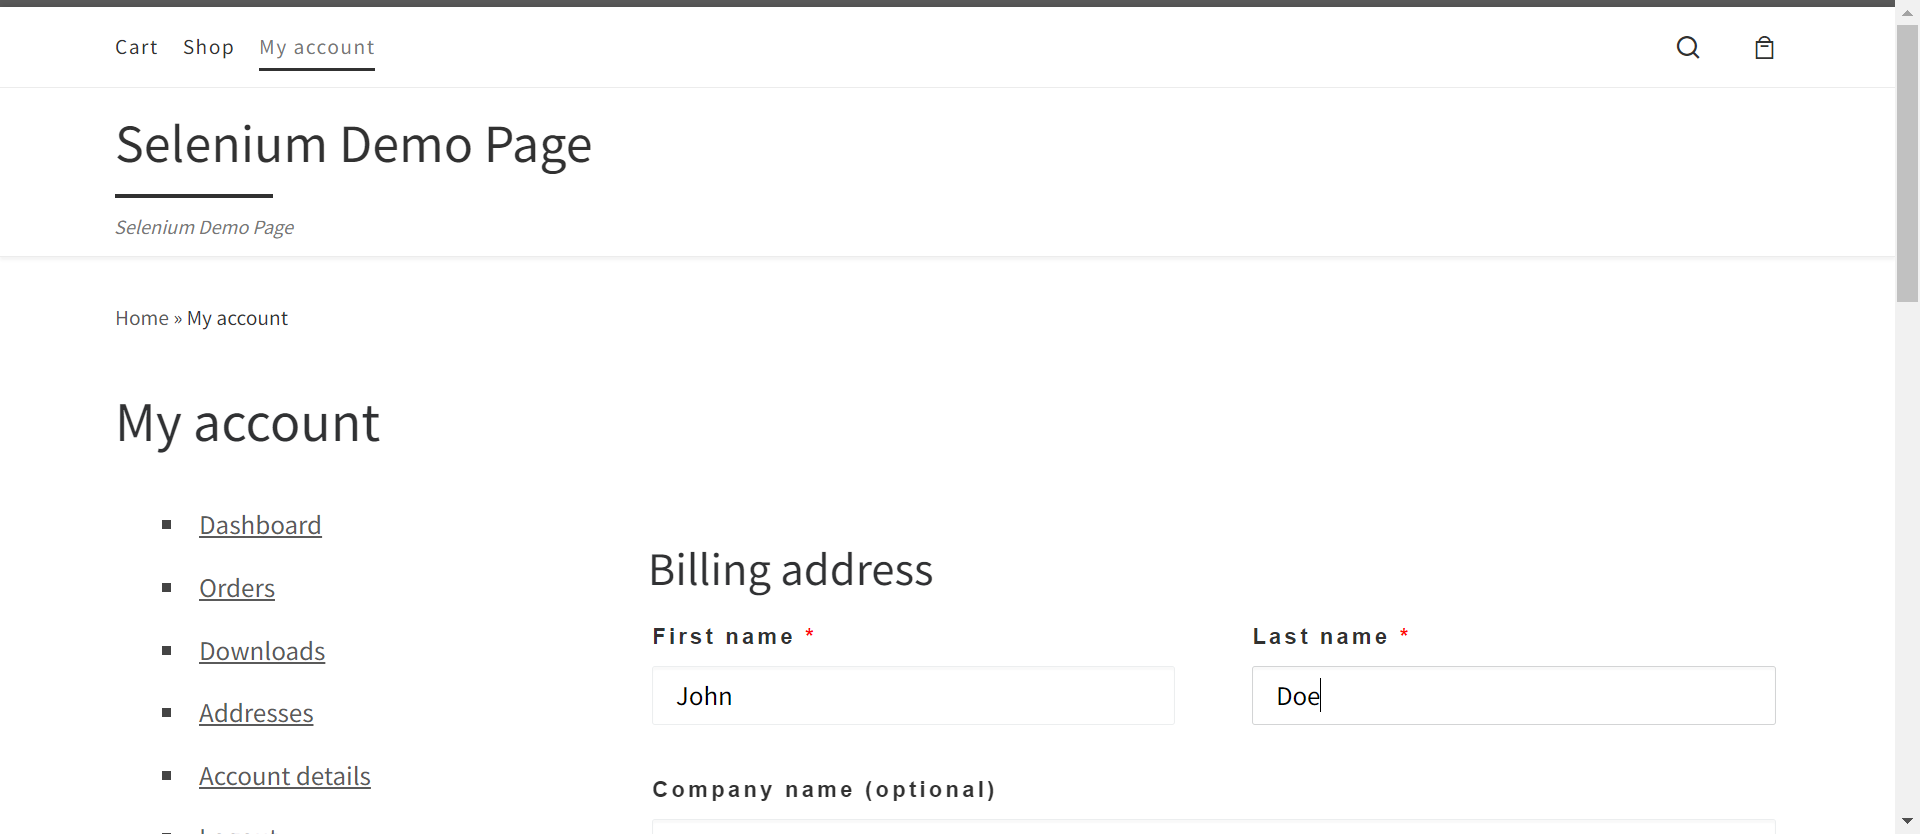 Cart Shop My account
Selenium Demo Page
Selenium Demo Page
Home » My account
My account
Dashboard
Orders
Downloads
Addresses
Account details
Billing address
First name *
Last name *
John
Doe
Company name (optional)